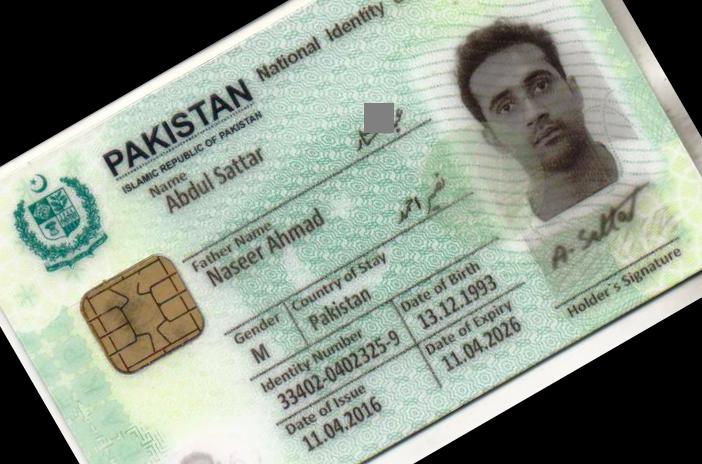 PAKISTAN National Identity
ISLAMIC REPUBLIC OF PAKISTAN
Name
Abdul Sattar
Father Name
Naseer Ahmad
نصیر احمد
Gender
M
Country of Stay
Pakistan
Identity Number
33402-0402325-9
Date of Birth
13.12.1993
Date of Issue
11.04.2016
Date of Expiry
11.04.2026
A. Sattar
Holder's Signature